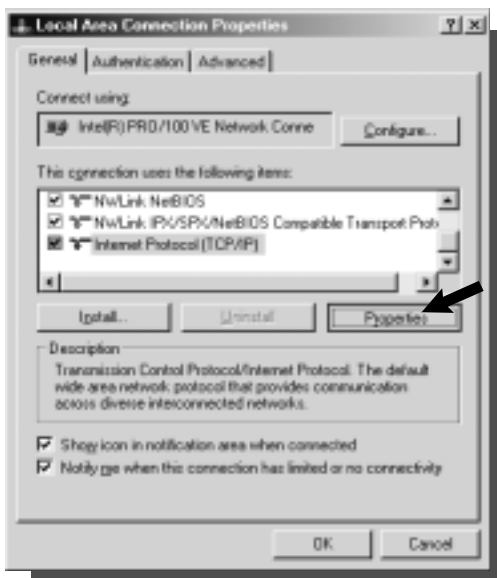 Local Area Connection Properties
General Authentication Advanced
Connect using:
Intel(R) PRO/100 VE Network Conne
Configure...
This connection uses the following items:
NWLink NetBIOS
NWLink IPX/SPX/NetBIOS Compatible Transport Proto
Internet Protocol (TCP/IP)
Install... Uninstall Properties
Description
Transmission Control Protocol/Internet Protocol. The default
wide area network protocol that provides communication
across diverse interconnected networks.
Show icon in notification area when connected
Notify me when this connection has limited or no connectivity
OK Cancel